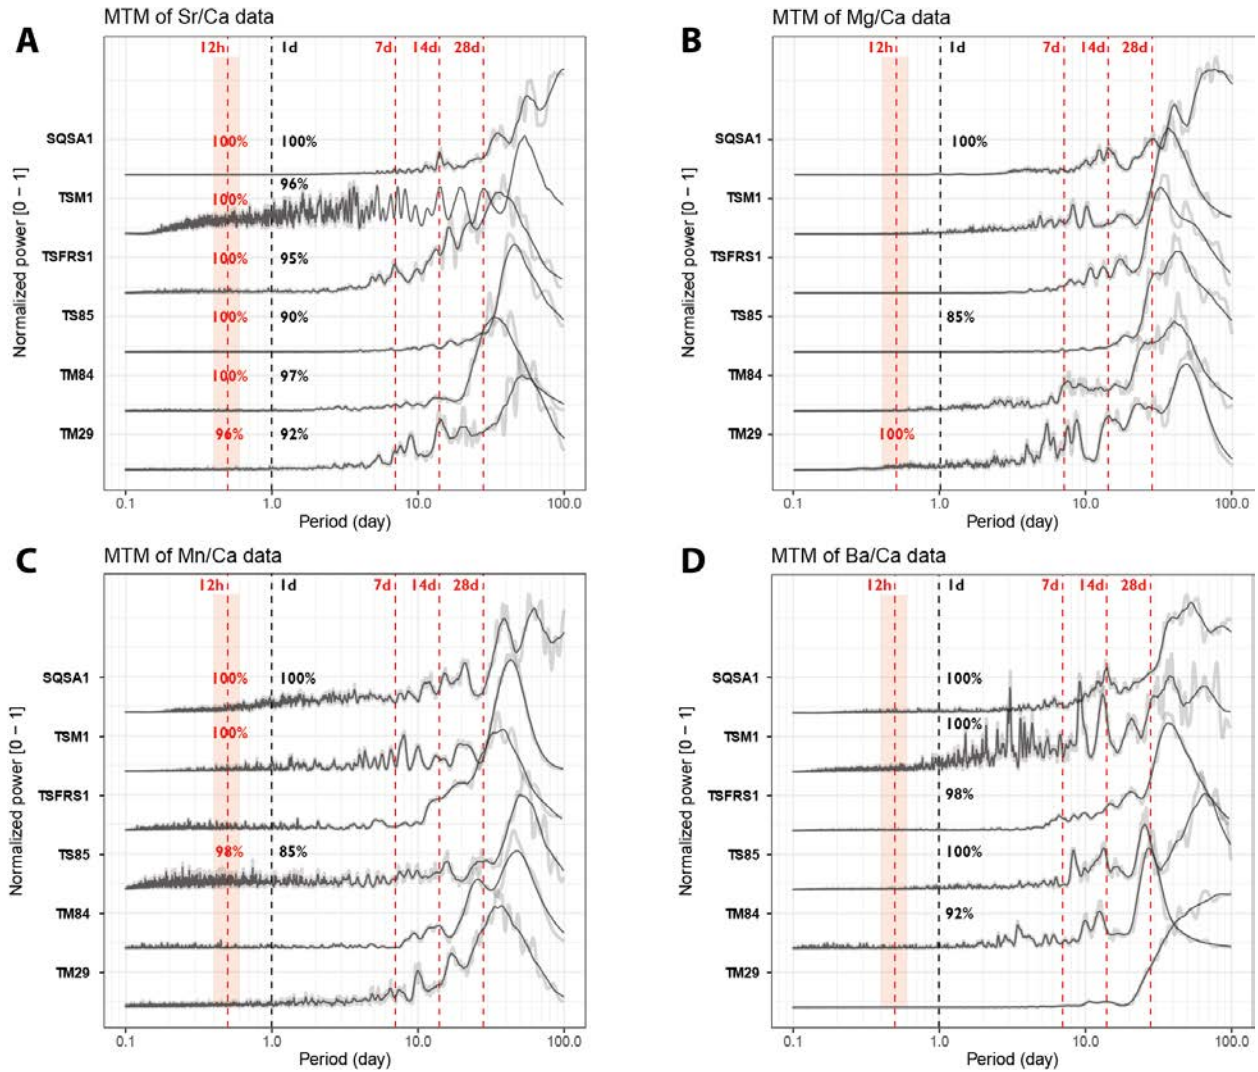 A
MTM of Sr/Ca data
12h 1d 7d 14d 28d
Normalized power [0 – 1]
SQSA1 100% 100%
96%
TSM1 100%
TSFRS1 100% 95%
TS85 100% 90%
TM84 100% 97%
TM29 96% 92%
0.1 1.0 10.0 100.0
Period (day)
B
MTM of Mg/Ca data
12h 1d 7d 14d 28d
Normalized power [0 – 1]
SQSA1 100%
TSM1
TSFRS1
TS85 85%
TM84
TM29 100%
0.1 1.0 10.0 100.0
Period (day)
C
MTM of Mn/Ca data
12h 1d 7d 14d 28d
Normalized power [0 – 1]
SQSA1 100% 100%
TSM1 100%
TSFRS1
TS85 98% 85%
TM84
TM29
0.1 1.0 10.0 100.0
Period (day)
D
MTM of Ba/Ca data
12h 1d 7d 14d 28d
Normalized power [0 – 1]
SQSA1 100%
100%
TSM1
TSFRS1 98%
TS85 100%
TM84 92%
TM29
0.1 1.0 10.0 100.0
Period (day)